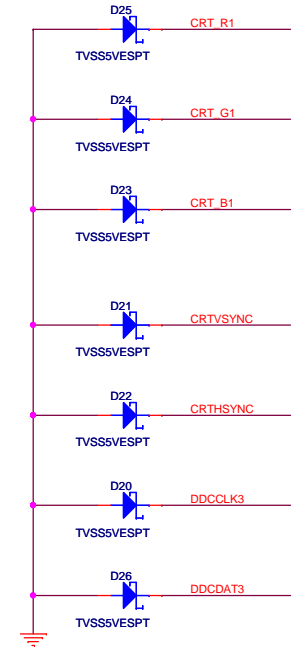 D25
CRT_R1
TVSS5VESPT
D24
CRT_G1
TVSS5VESPT
D23
CRT_B1
TVSS5VESPT
D21
CRTVSYNC
TVSS5VESPT
D22
CRTHSYNC
TVSS5VESPT
D20
DDCCLK3
TVSS5VESPT
D26
DDCDAT3
TVSS5VESPT